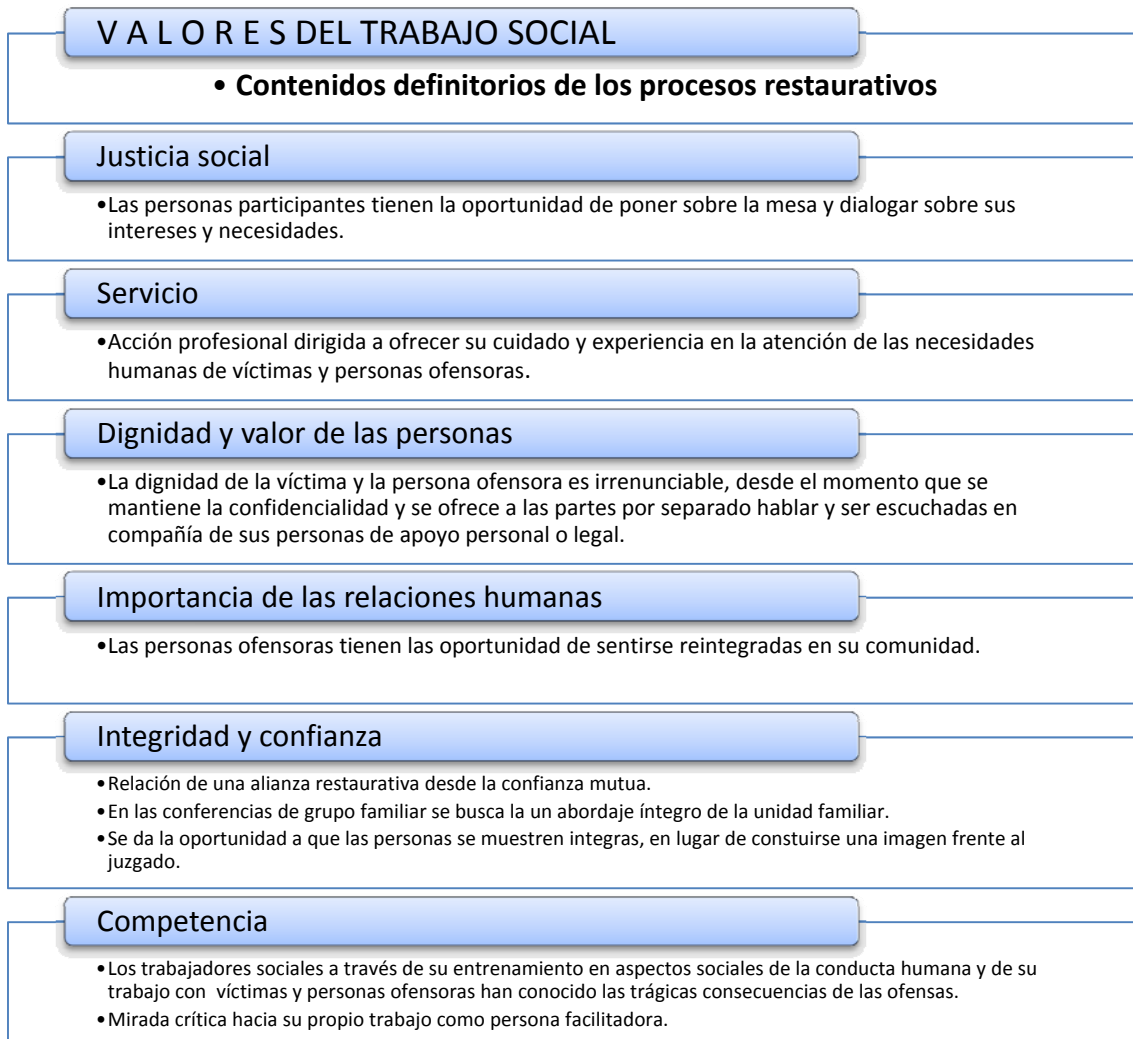 V A L O R E S DEL TRABAJO SOCIAL
• Contenidos definitorios de los procesos restaurativos
Justicia social
•Las personas participantes tienen la oportunidad de poner sobre la mesa y dialogar sobre sus
intereses y necesidades.
Servicio
•Acción profesional dirigida a ofrecer su cuidado y experiencia en la atención de las necesidades
humanas de víctimas y personas ofensoras.
Dignidad y valor de las personas
•La dignidad de la víctima y la persona ofensora es irrenunciable, desde el momento que se
mantiene la confidencialidad y se ofrece a las partes por separado hablar y ser escuchadas en
compañía de sus personas de apoyo personal o legal.
Importancia de las relaciones humanas
•Las personas ofensoras tienen las oportunidad de sentirse reintegradas en su comunidad.
Integridad y confianza
•Relación de una alianza restaurativa desde la confianza mutua.
•En las conferencias de grupo familiar se busca la un abordaje íntegro de la unidad familiar.
•Se da la oportunidad a que las personas se muestren integras, en lugar de constuirse una imagen frente al
juzgado.
Competencia
•Los trabajadores sociales a través de su entrenamiento en aspectos sociales de la conducta humana y de su
trabajo con víctimas y personas ofensoras han conocido las trágicas consecuencias de las ofensas.
•Mirada crítica hacia su propio trabajo como persona facilitadora.